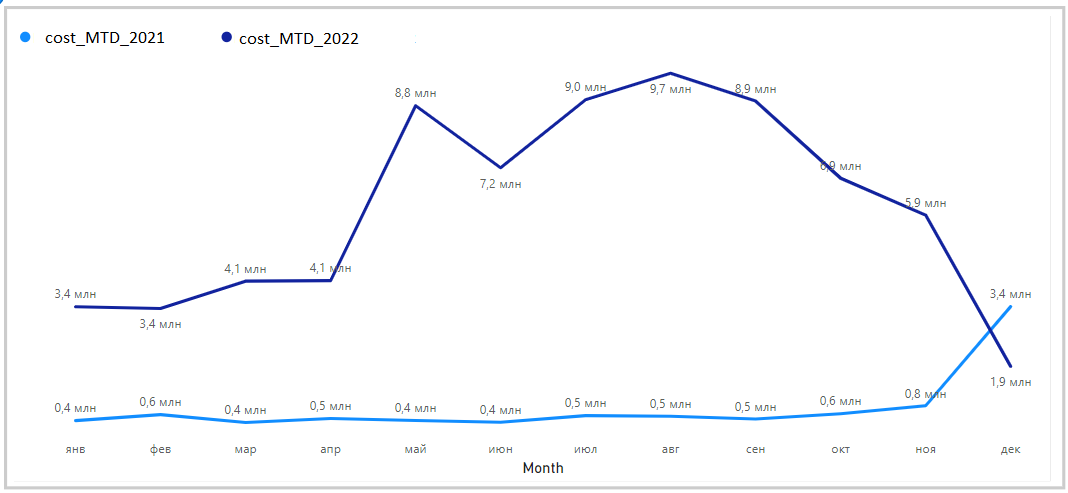 cost_MTD_2021 cost_MTD_2022
9,0 млн 9,7 млн 8,9 млн
8,8 млн
7,2 млн
6,9 млн
5,9 млн
4,1 млн 4,1 млн
3,4 млн 3,4 млн
3,4 млн
1,9 млн
0,4 млн 0,6 млн 0,4 млн 0,5 млн 0,4 млн 0,4 млн 0,5 млн 0,5 млн 0,5 млн 0,6 млн 0,8 млн
янв фев мар апр май июн июл авг сен окт ноя дек
Month